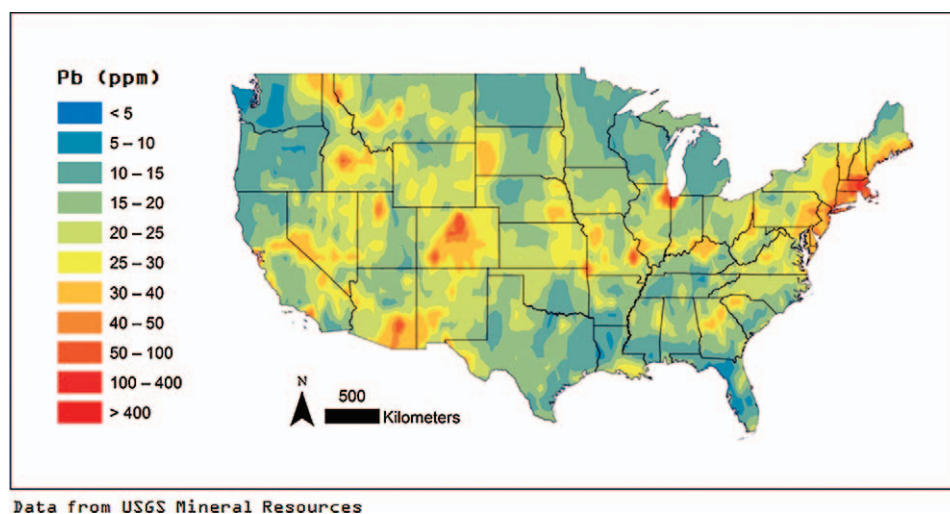 Pb (ppm)
< 5
5 – 10
10 – 15
15 – 20
20 – 25
25 – 30
30 – 40
40 – 50
50 – 100
100 – 400
> 400
N
500
Kilometers
Data from USGS Mineral Resources